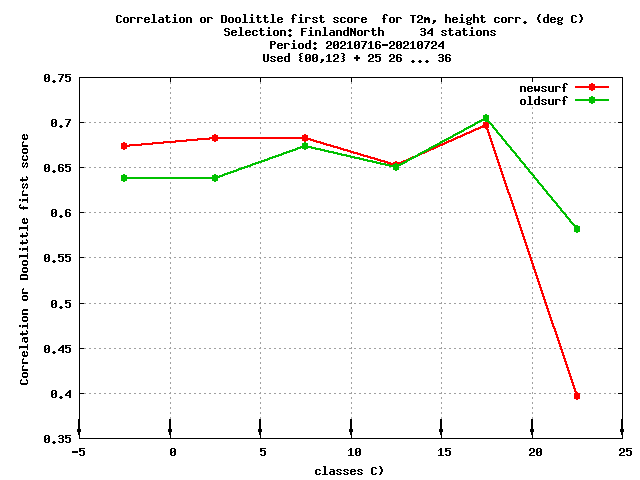 Correlation or Doolittle first score  for T2m, height corr. (deg C)
Selection: FinlandNorth     34 stations
Period: 20210716-20210724
Used {00,12} + 25 26 ... 36
newsurf
oldsurf
Correlation or Doolittle first score
0.75
0.7
0.65
0.6
0.55
0.5
0.45
0.4
0.35
-5 0 5 10 15 20 25
classes C)